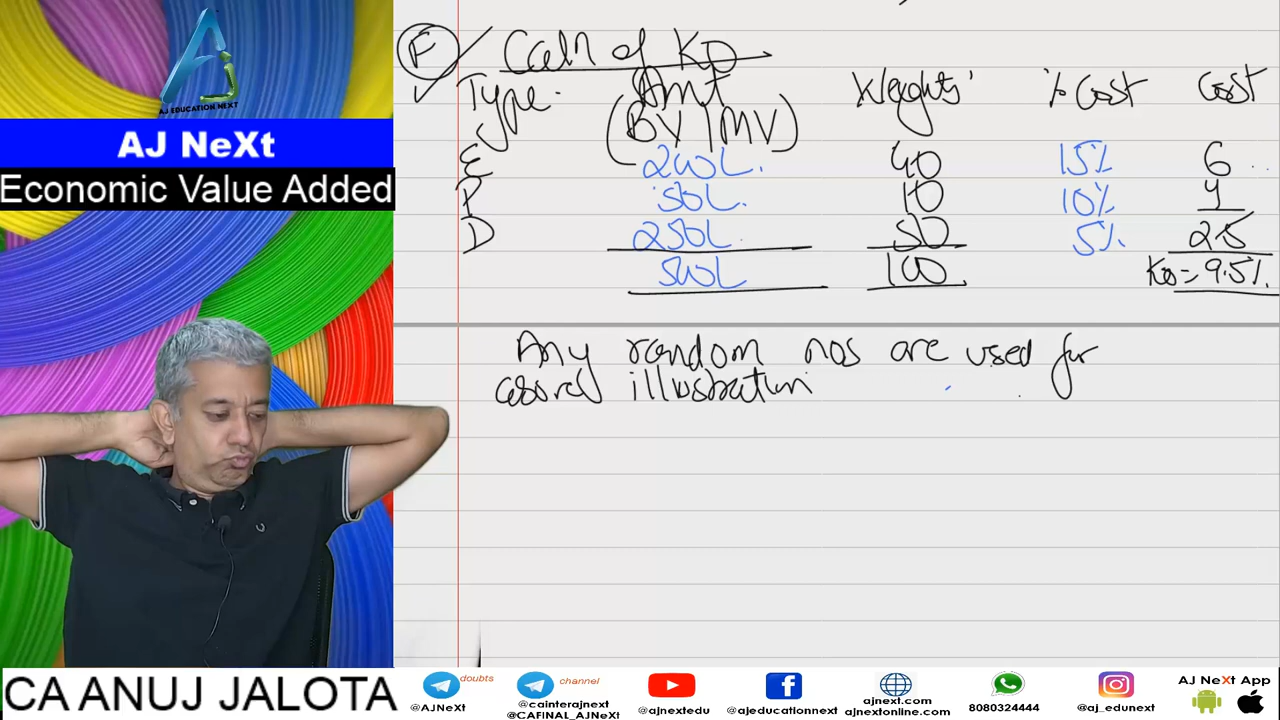 AJ EDUCATION NEXT
AJ NeXt
Economic Value Added
F Caln of Ko
Type Amt Weights % Cost Cost
(BV/MV)
E 200L 40 15% 6
P 50L 10 10% 1
D 250L 50 5% 2.5
500L 100 Ko = 9.5%
Any random nos are used for
above illustration
CA ANUJ JALOTA
doubts
@AJNeXt
channel
@cainterajnext
@CAFINAL_AJNeXt
@ajnextedu
@ajeducationnext
ajnext.com
ajnextonline.com
8080324444
@aj_edunext
AJ NeXt App